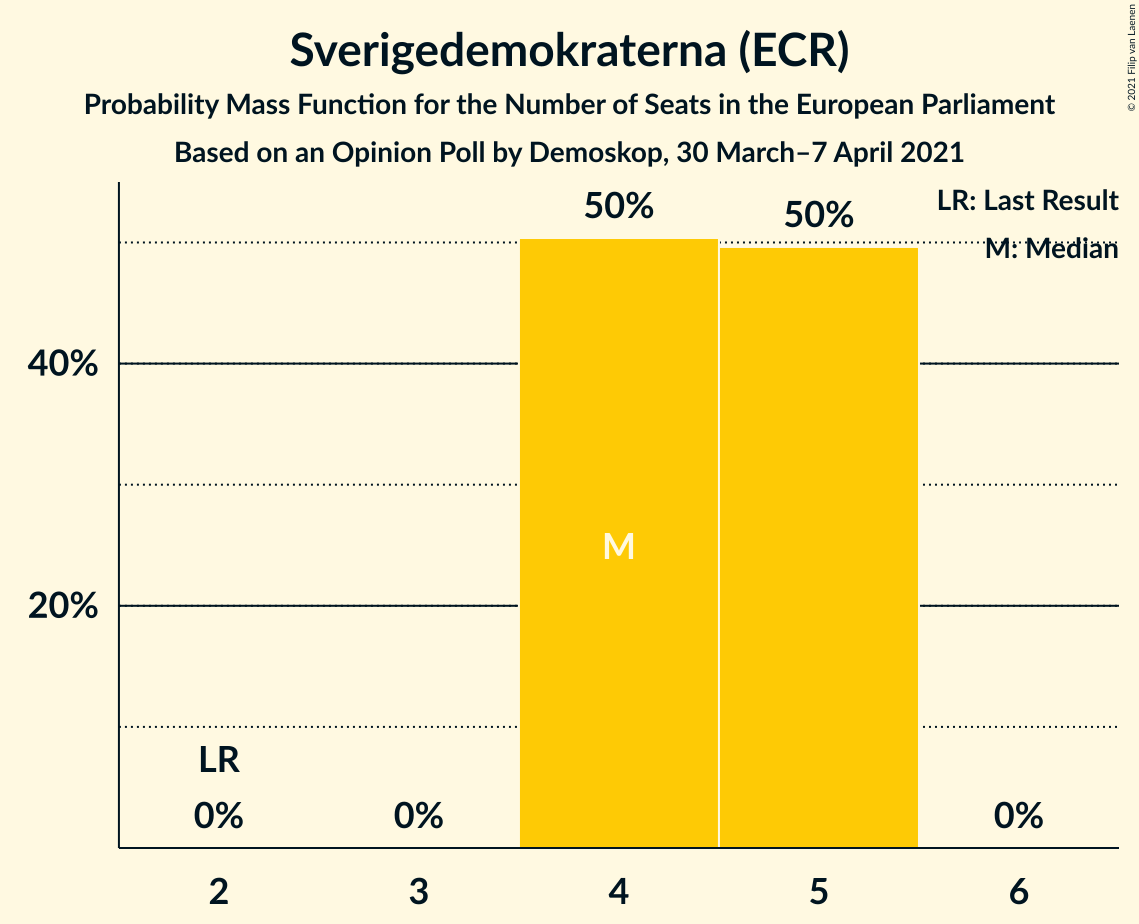 Sverigedemokraterna (ECR)
Probability Mass Function for the Number of Seats in the European Parliament
Based on an Opinion Poll by Demoskop, 30 March–7 April 2021
© 2021 Filip van Laenen
LR: Last Result
M: Median
50%
50%
40%
20%
M
LR
0%
0%
0%
2
3
4
5
6